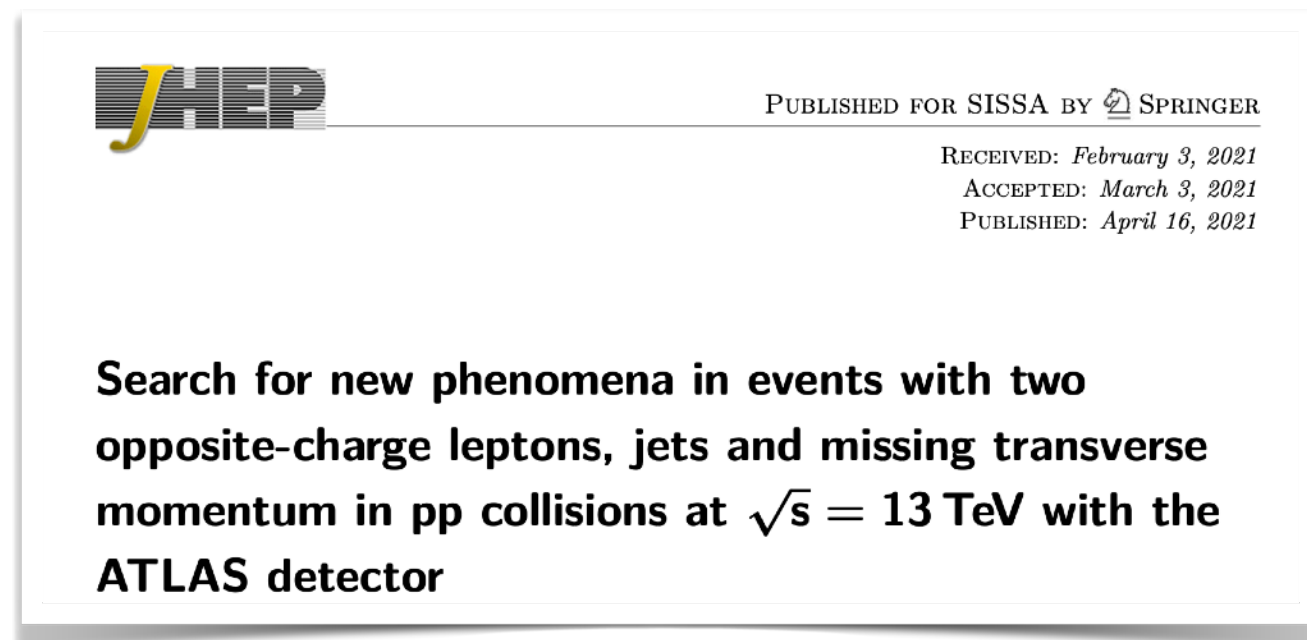 JHEP
PUBLISHED FOR SISSA BY SPRINGER
RECEIVED: February 3, 2021
ACCEPTED: March 3, 2021
PUBLISHED: April 16, 2021
Search for new phenomena in events with two
opposite-charge leptons, jets and missing transverse
momentum in pp collisions at √s = 13 TeV with the
ATLAS detector